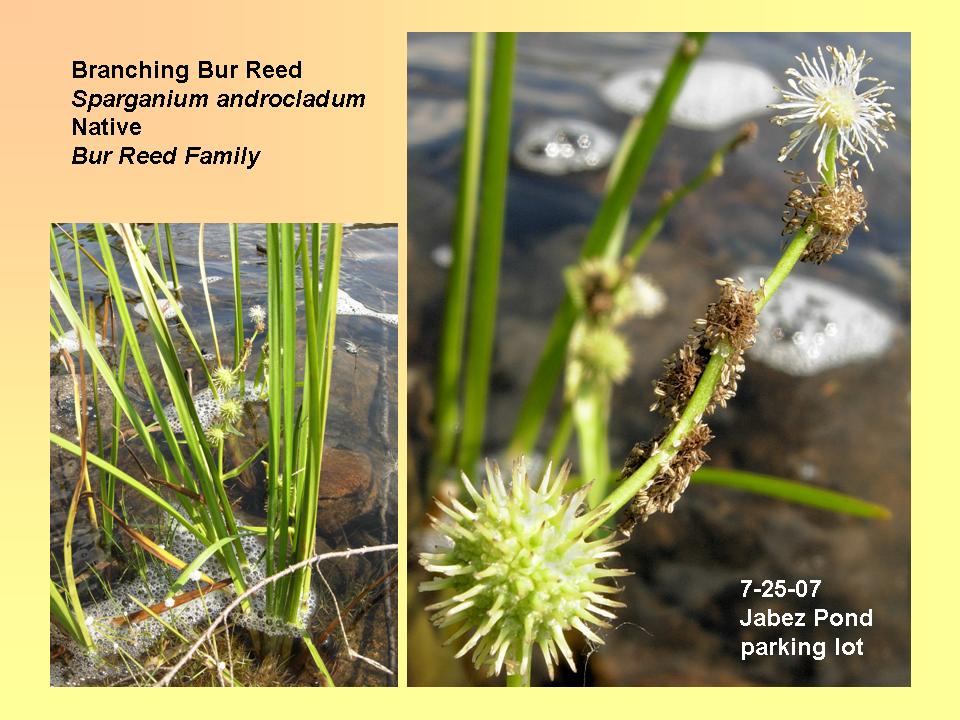 Branching Bur Reed
Sparganium androcladum
Native
Bur Reed Family
7-25-07
Jabez Pond
parking lot